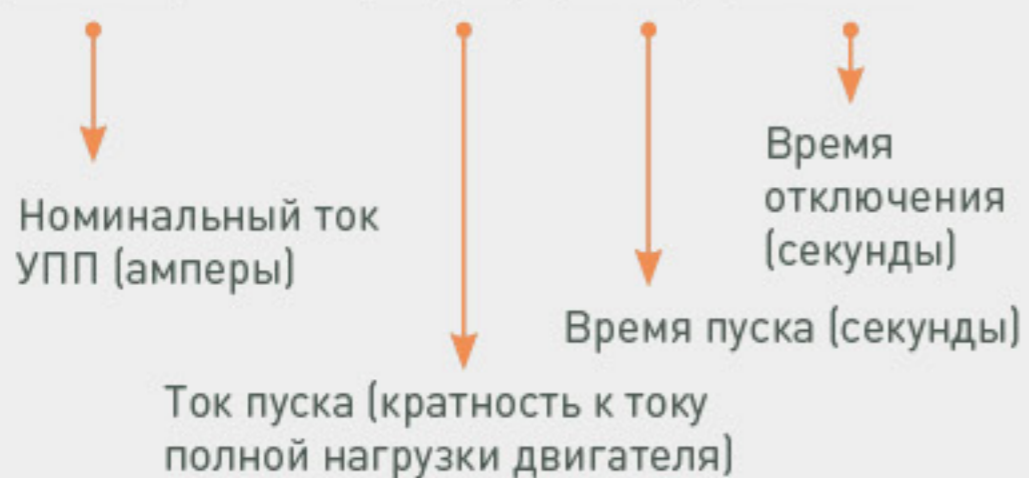 Номинальный ток
УПП (амперы)
Ток пуска (кратность к току
полной нагрузки двигателя)
Время пуска (секунды)
Время
отключения
(секунды)